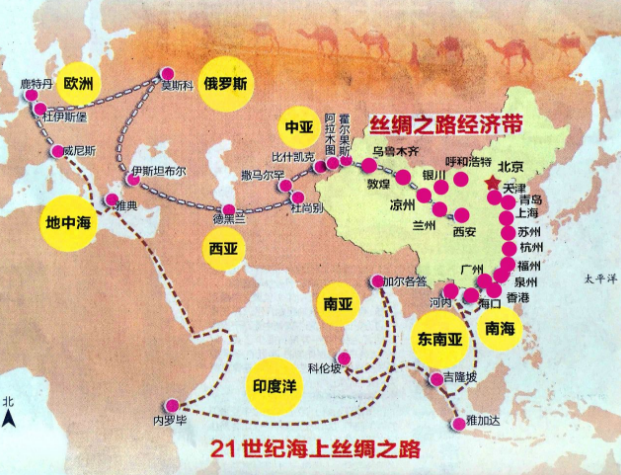 鹿特丹
欧洲
杜伊斯堡
莫斯科
俄罗斯
中亚
阿拉木图
霍尔果斯
丝绸之路经济带
威尼斯
比什凯克
乌鲁木齐
呼和浩特
北京
伊斯坦布尔
撒马尔罕
敦煌
银川
天津
雅典
杜尚别
凉州
青岛
地中海
德黑兰
兰州
西安
上海
西亚
苏州
杭州
加尔各答
广州
福州
泉州
太平洋
南亚
河内
海口
香港
东南亚
南海
科伦坡
吉隆坡
印度洋
北
内罗毕
雅加达
21世纪海上丝绸之路